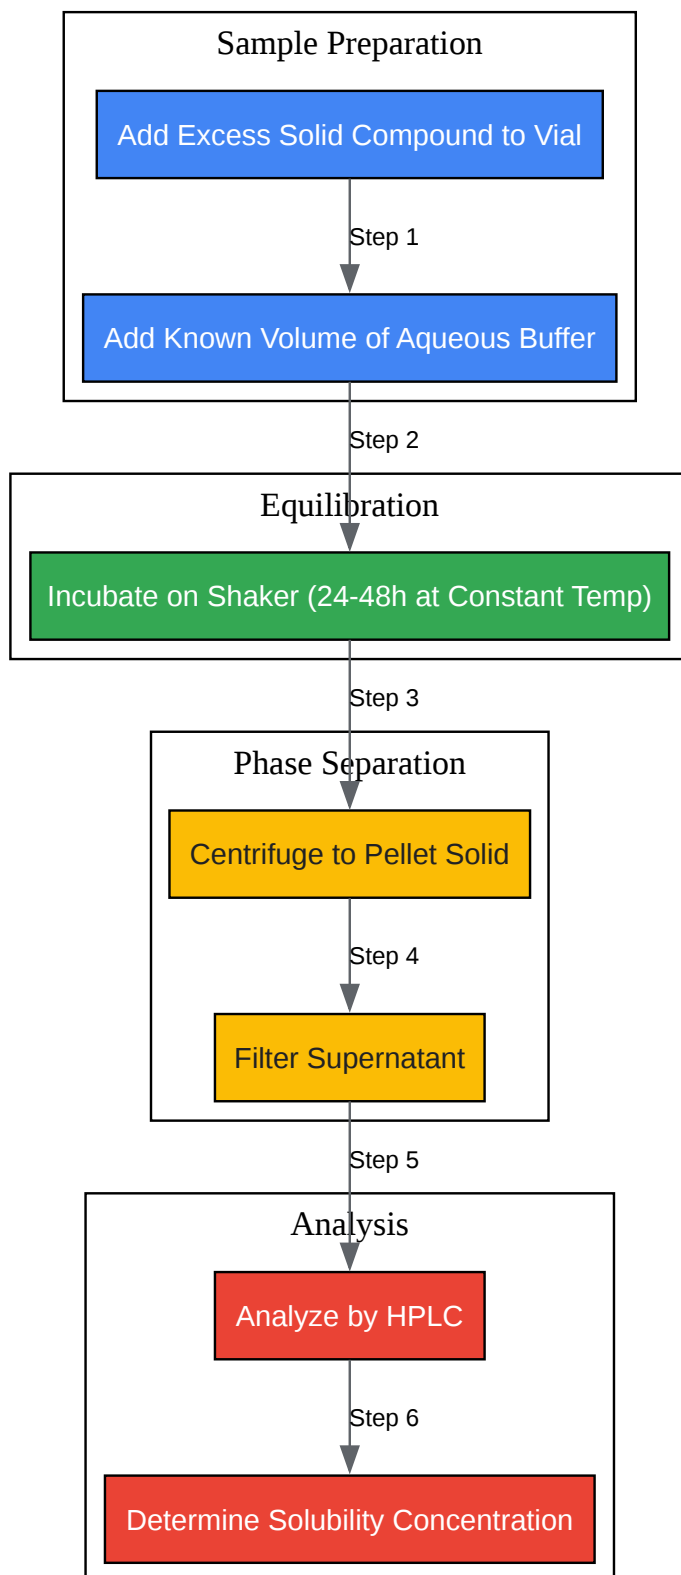 Sample Preparation
Add Excess Solid Compound to Vial
Step 1
Add Known Volume of Aqueous Buffer
Step 2
Equilibration
Incubate on Shaker (24-48h at Constant Temp)
Step 3
Phase Separation
Centrifuge to Pellet Solid
Step 4
Filter Supernatant
Step 5
Analysis
Analyze by HPLC
Step 6
Determine Solubility Concentration